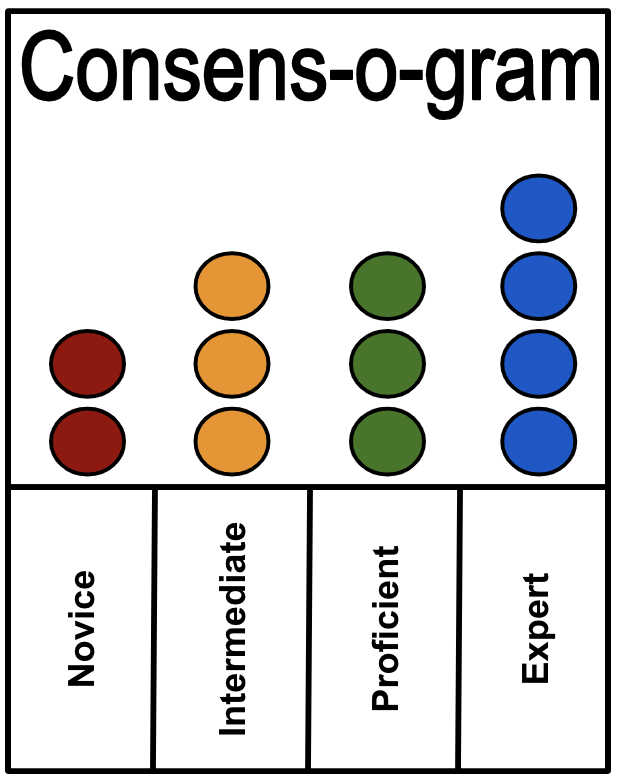 Consens-o-gram
Novice
Intermediate
Proficient
Expert